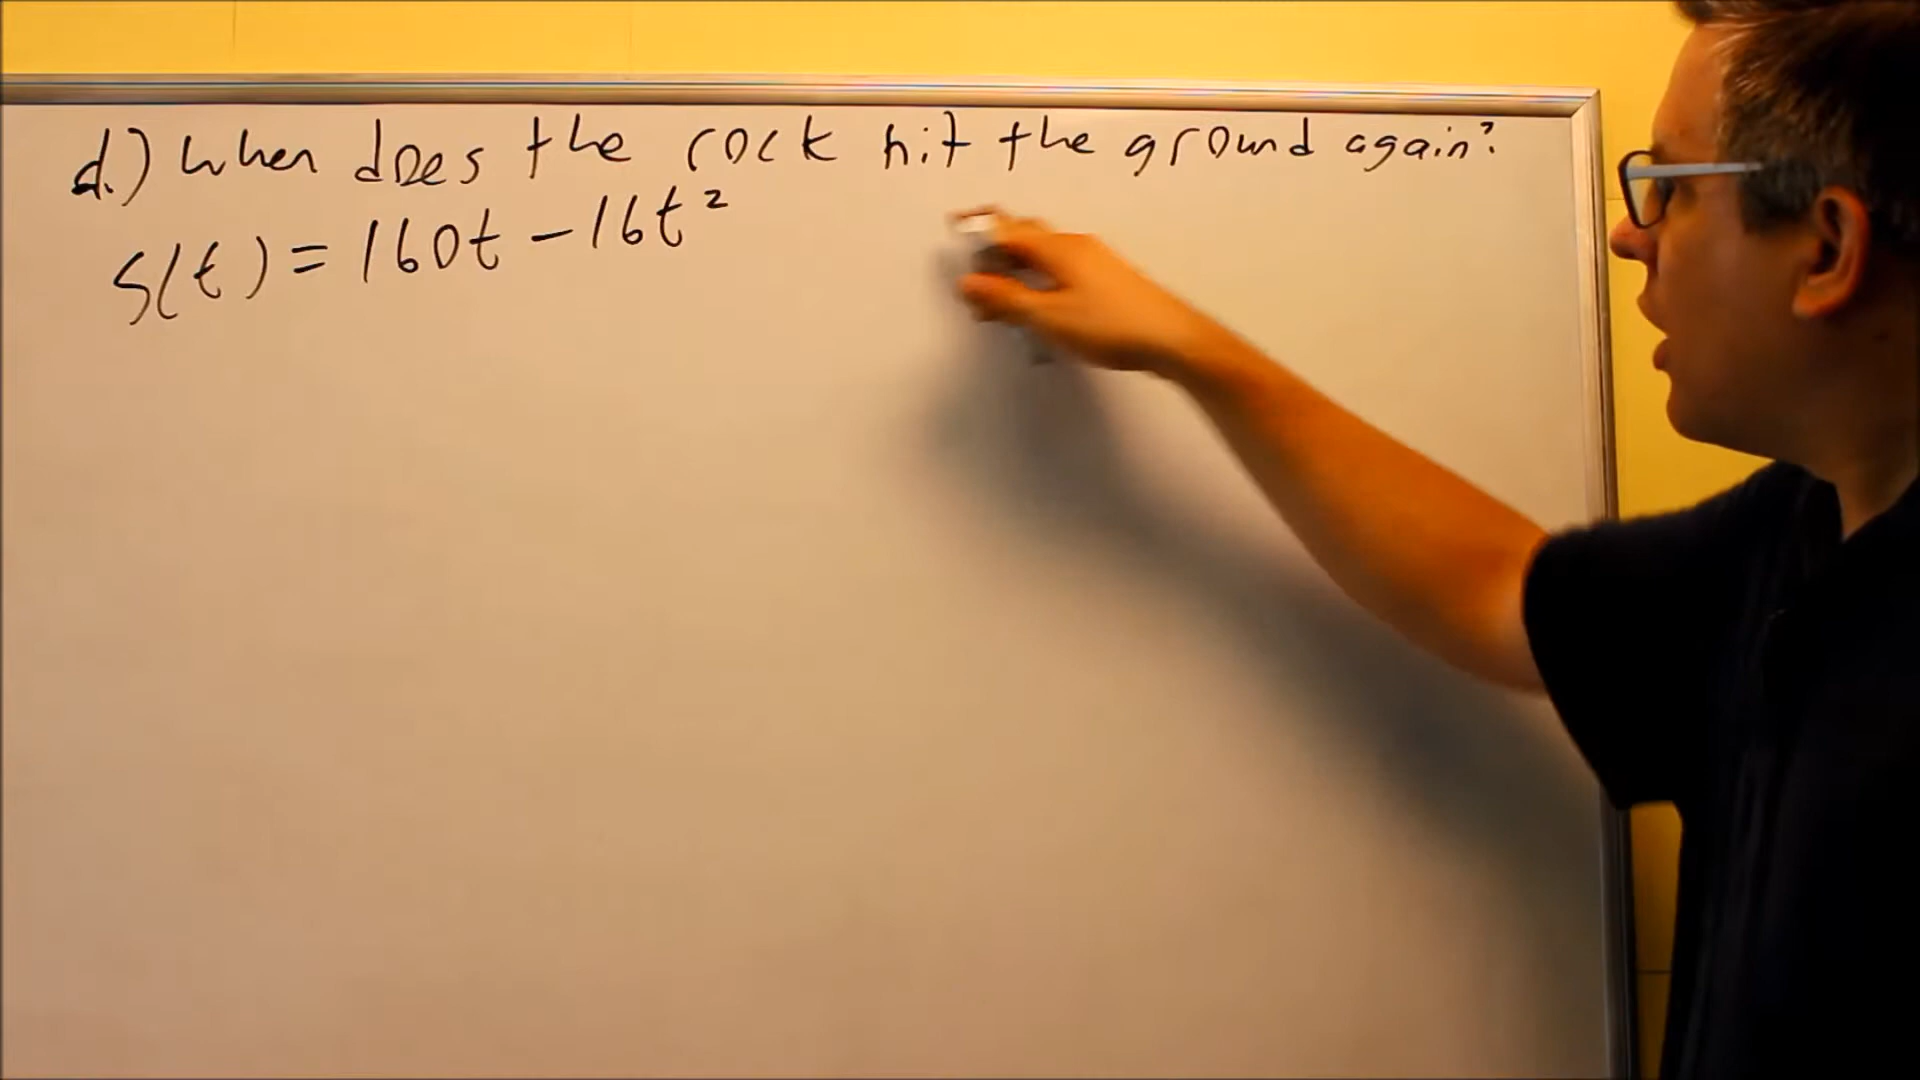 d.) When does the rock hit the ground again?
s(t) = 160t - 16t²